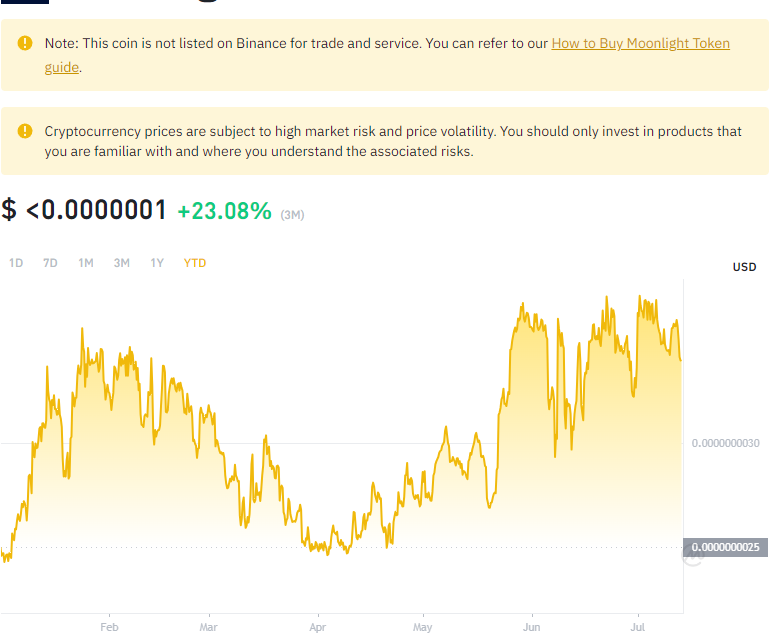 Note: This coin is not listed on Binance for trade and service. You can refer to our How to Buy Moonlight Token
guide.
Cryptocurrency prices are subject to high market risk and price volatility. You should only invest in products that
you are familiar with and where you understand the associated risks.
$ <0.0000001 +23.08% (3M)
1D 7D 1M 3M 1Y YTD
USD
0.0000000030
0.0000000025
Feb Mar Apr May Jun Jul